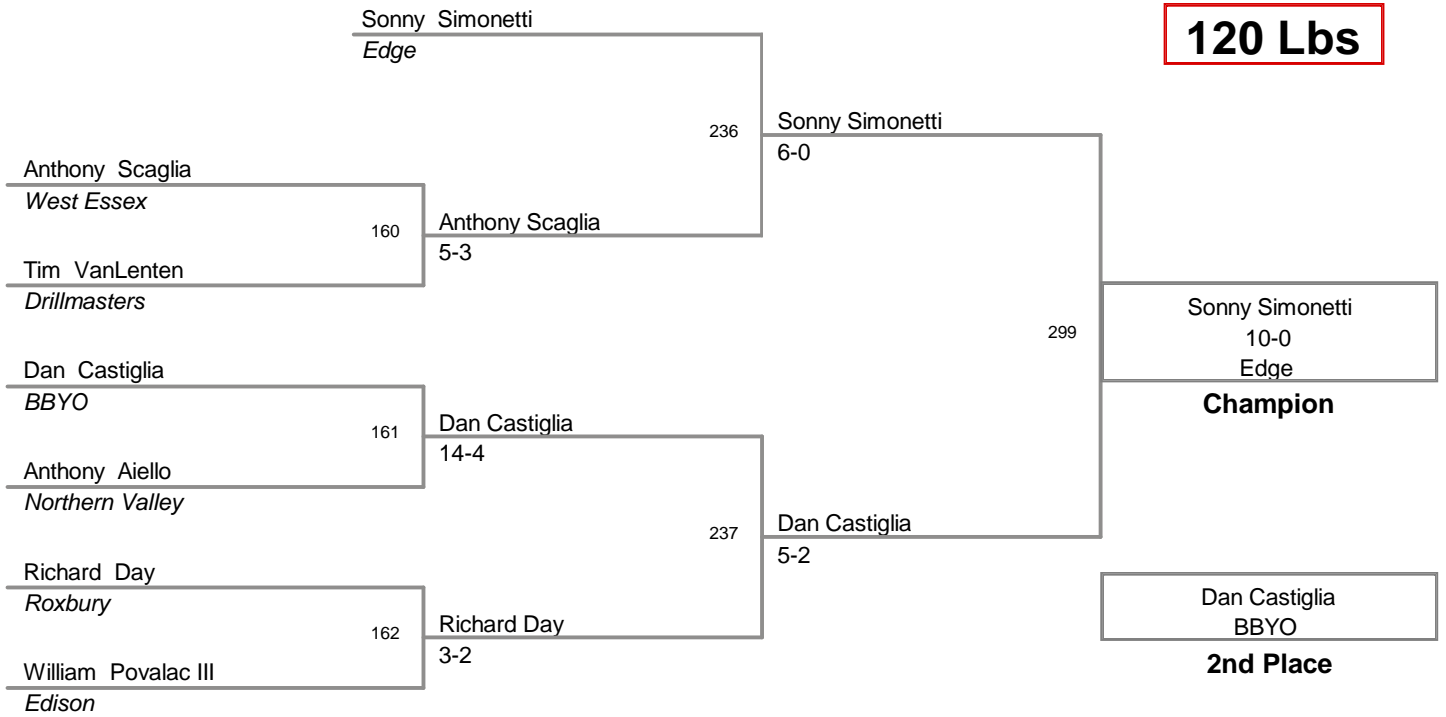 Sonny Simonetti
Edge
120 Lbs
236
Sonny Simonetti
6-0
Anthony Scaglia
West Essex
160
Anthony Scaglia
5-3
Tim VanLenten
Drillmasters
299
Sonny Simonetti
10-0
Edge
Champion
Dan Castiglia
BBYO
161
Dan Castiglia
14-4
Anthony Aiello
Northern Valley
237
Dan Castiglia
5-2
Richard Day
Roxbury
162
Richard Day
3-2
William Povalac III
Edison
Dan Castiglia
BBYO
2nd Place